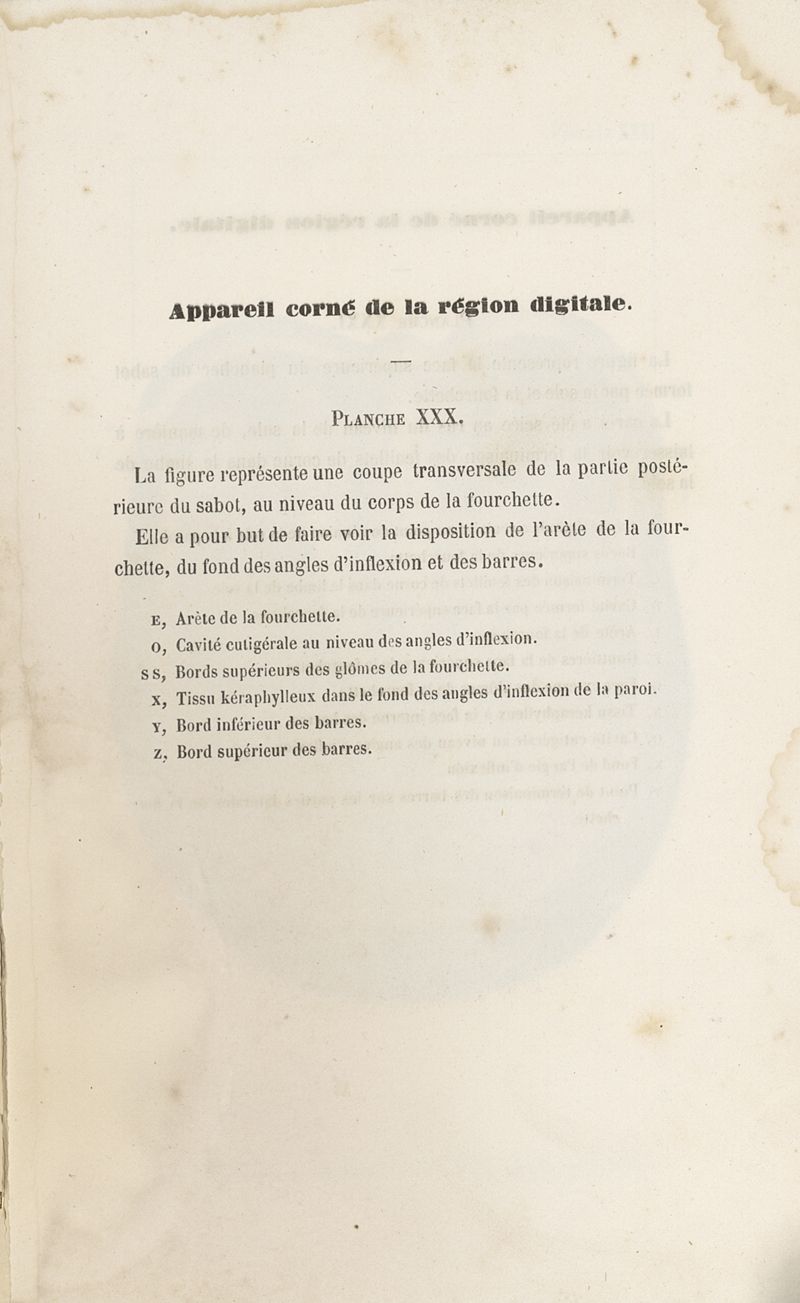 Appareil corné de la région digitale.
—
PLANCHE XXX.
La figure représente une coupe transversale de la partie posté-
rieure du sabot, au niveau du corps de la fourchette.
Elle a pour but de faire voir la disposition de l'arète de la four-
chette, du fond des angles d'inflexion et des barres.
E, Arète de la fourchette.
O, Cavité cutigérale au niveau des angles d'inflexion.
S S, Bords supérieurs des glômes de la fourchette.
X, Tissu kéraphylleux dans le fond des angles d'inflexion de la paroi.
Y, Bord inférieur des barres.
Z, Bord supérieur des barres.